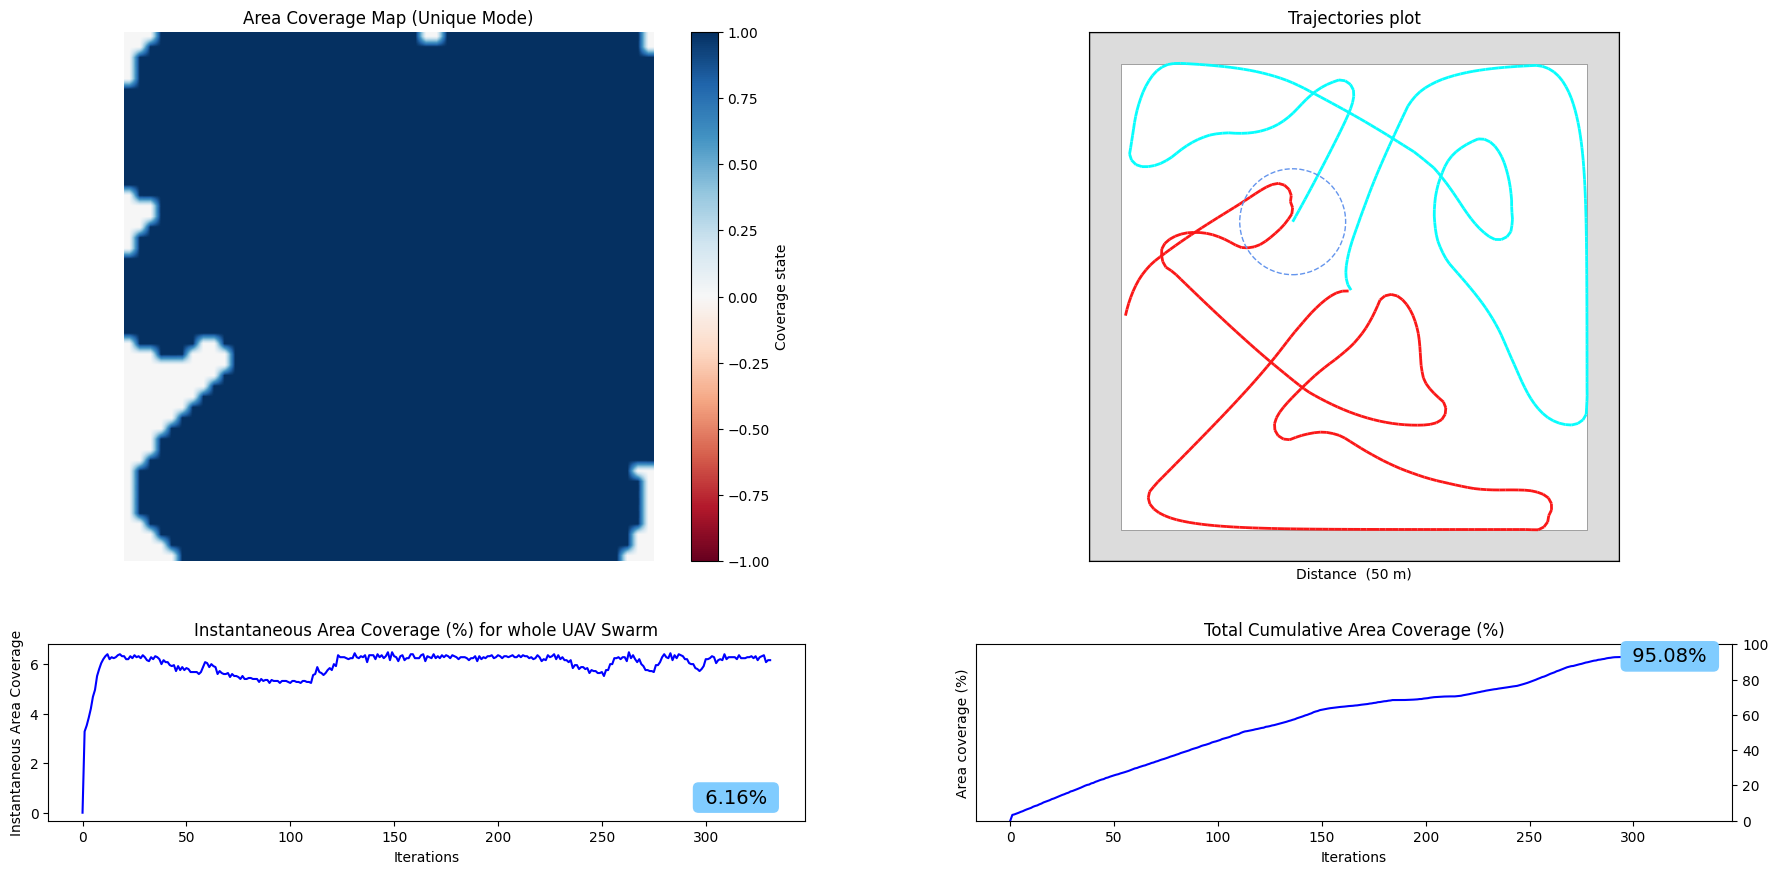 Area Coverage Map (Unique Mode)
1.00
0.75
0.50
0.25
0.00
−0.25
−0.50
−0.75
−1.00
Coverage state
Trajectories plot
Distance (50 m)
Instantaneous Area Coverage (%) for whole UAV Swarm
Instantaneous Area Coverage
6
4
2
0
6.16%
0 50 100 150 200 250 300
Iterations
Total Cumulative Area Coverage (%)
Area coverage (%)
95.08%
100
80
60
40
20
0
0 50 100 150 200 250 300
Iterations